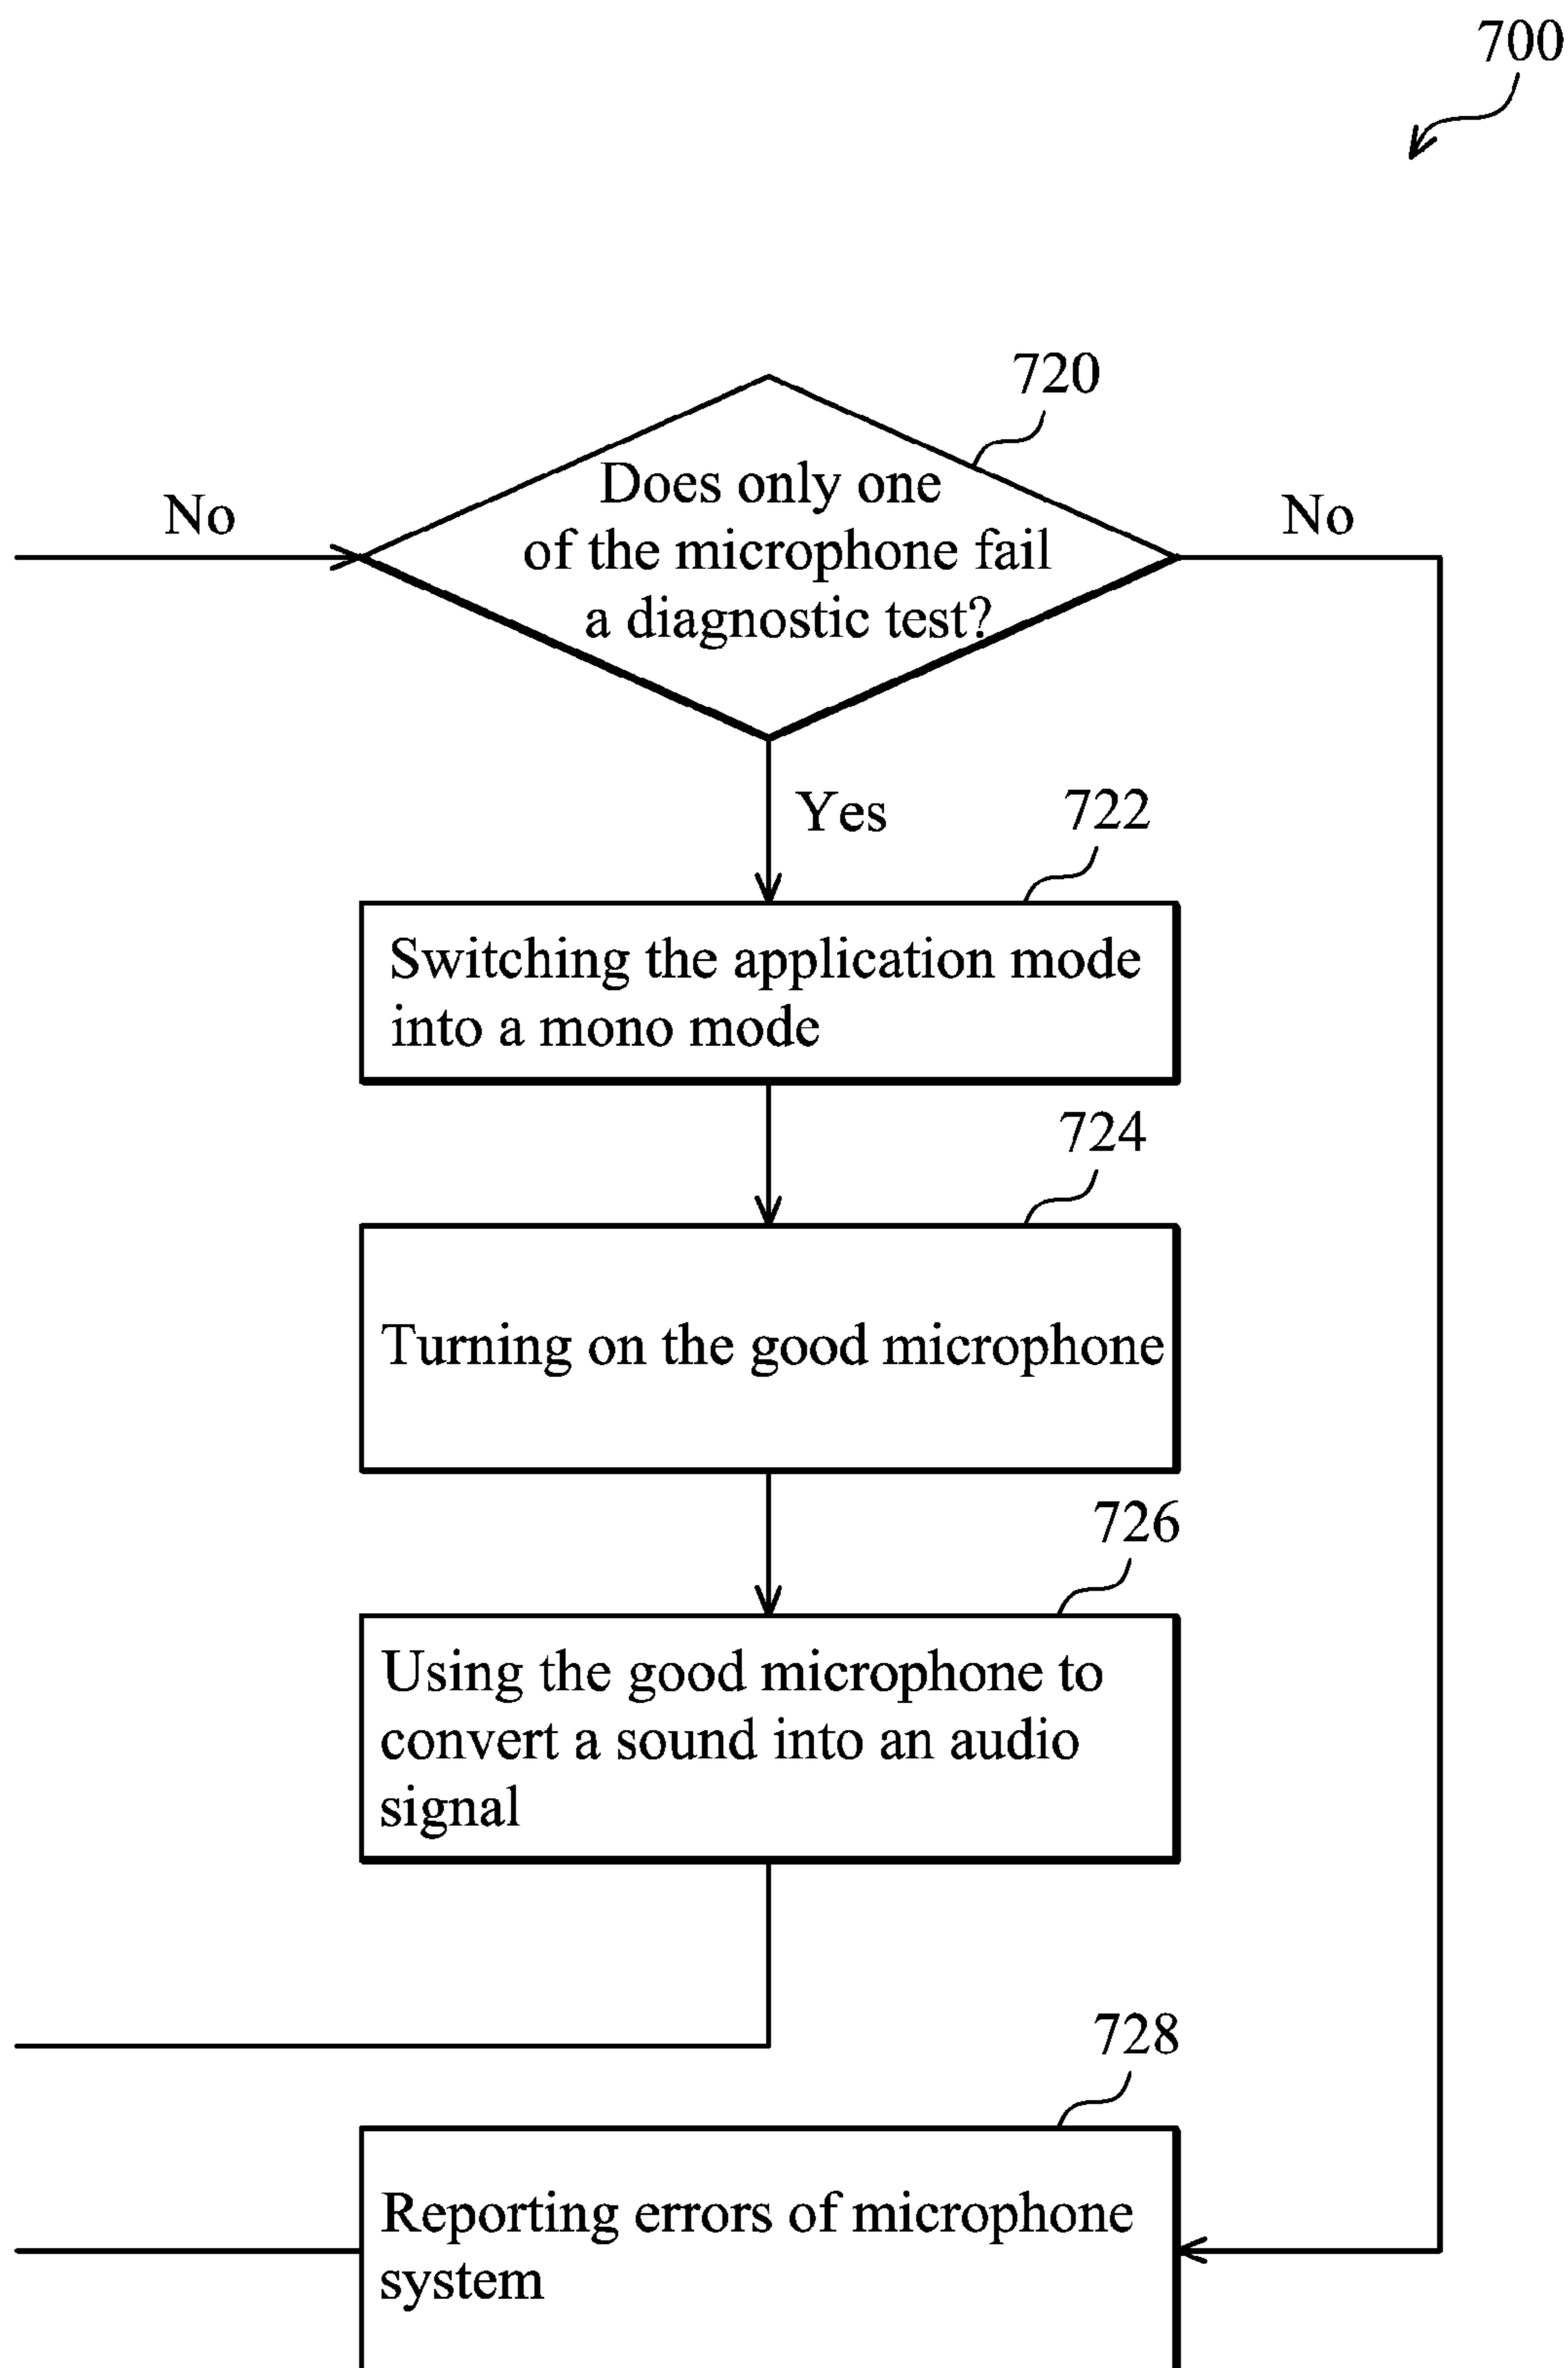 700
720
Does only one
of the microphone fail
a diagnostic test?
No
No
Yes
722
Switching the application mode
into a mono mode
724
Turning on the good microphone
726
Using the good microphone to
convert a sound into an audio
signal
728
Reporting errors of microphone
system